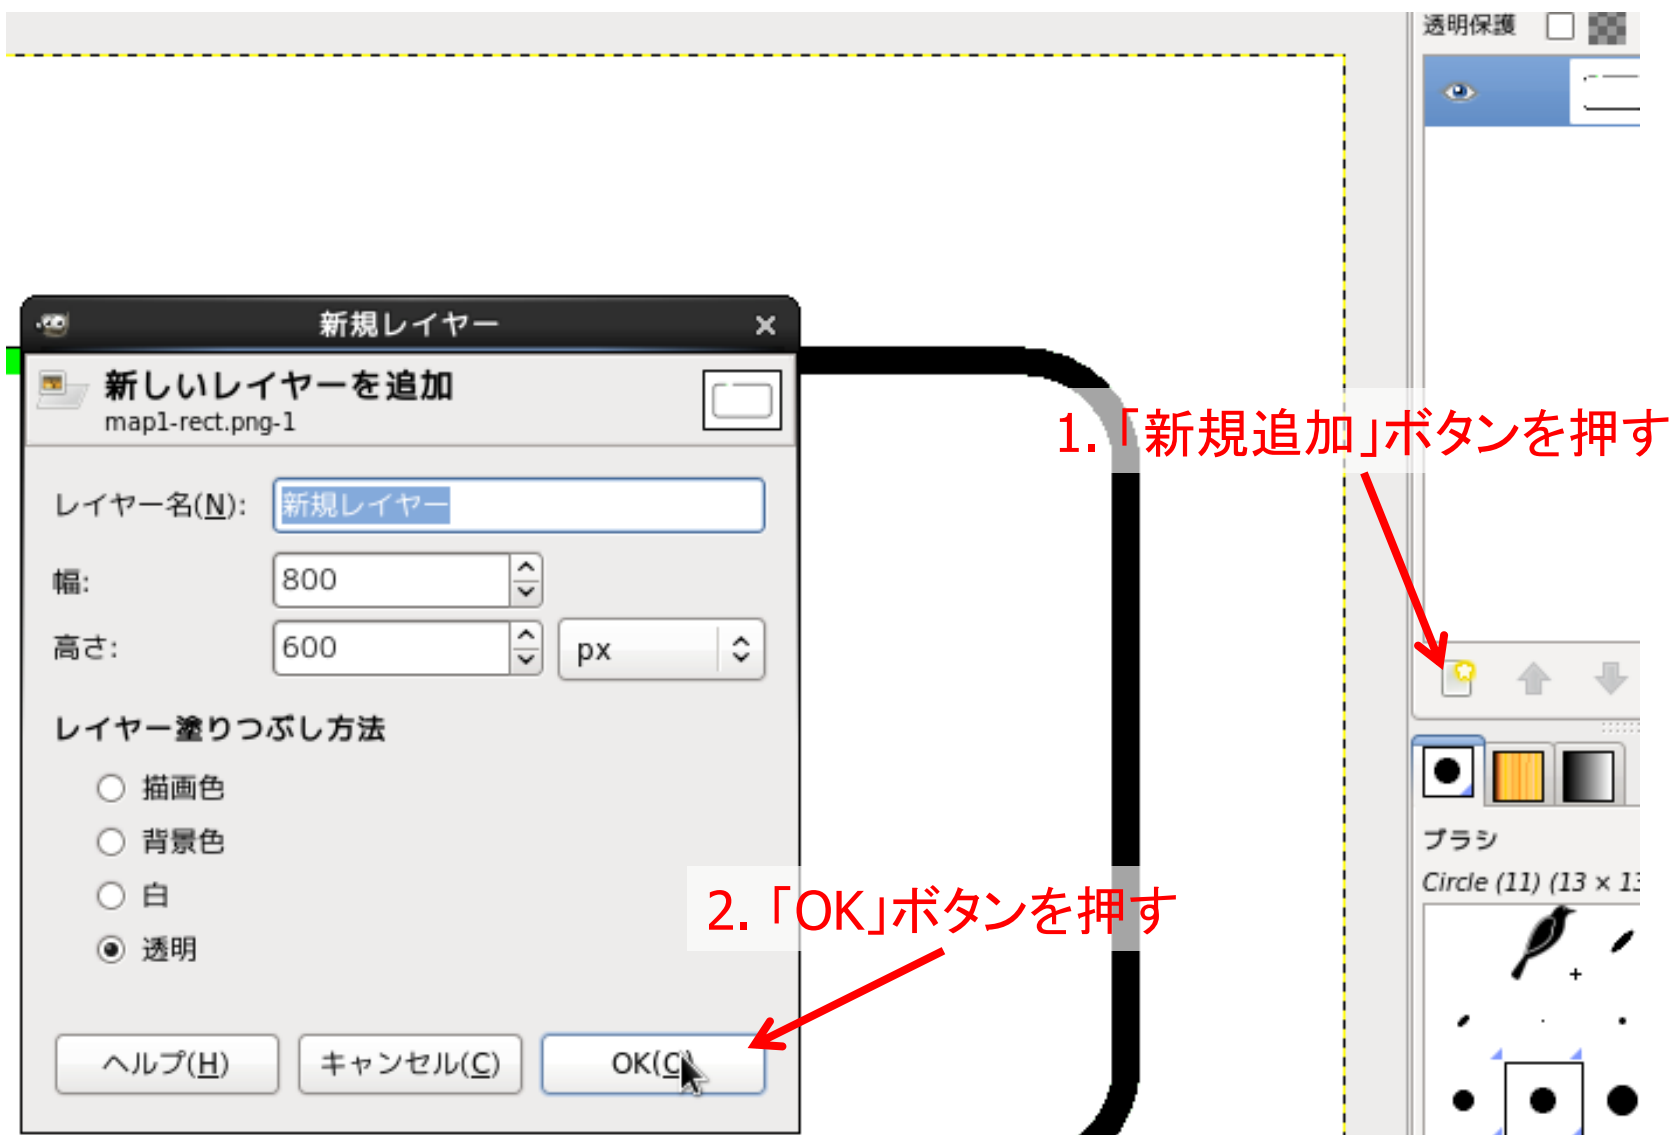 透明保護
新規レイヤー
新しいレイヤーを追加
map1-rect.png-1
1.「新規追加」ボタンを押す
レイヤー名(N):
新規レイヤー
幅:
800
高さ:
600
px
レイヤー塗りつぶし方法
描画色
背景色
白
透明
ブラシ
Circle (11) (13 × 13
2.「OK」ボタンを押す
ヘルプ(H)
キャンセル(C)
OK(O)